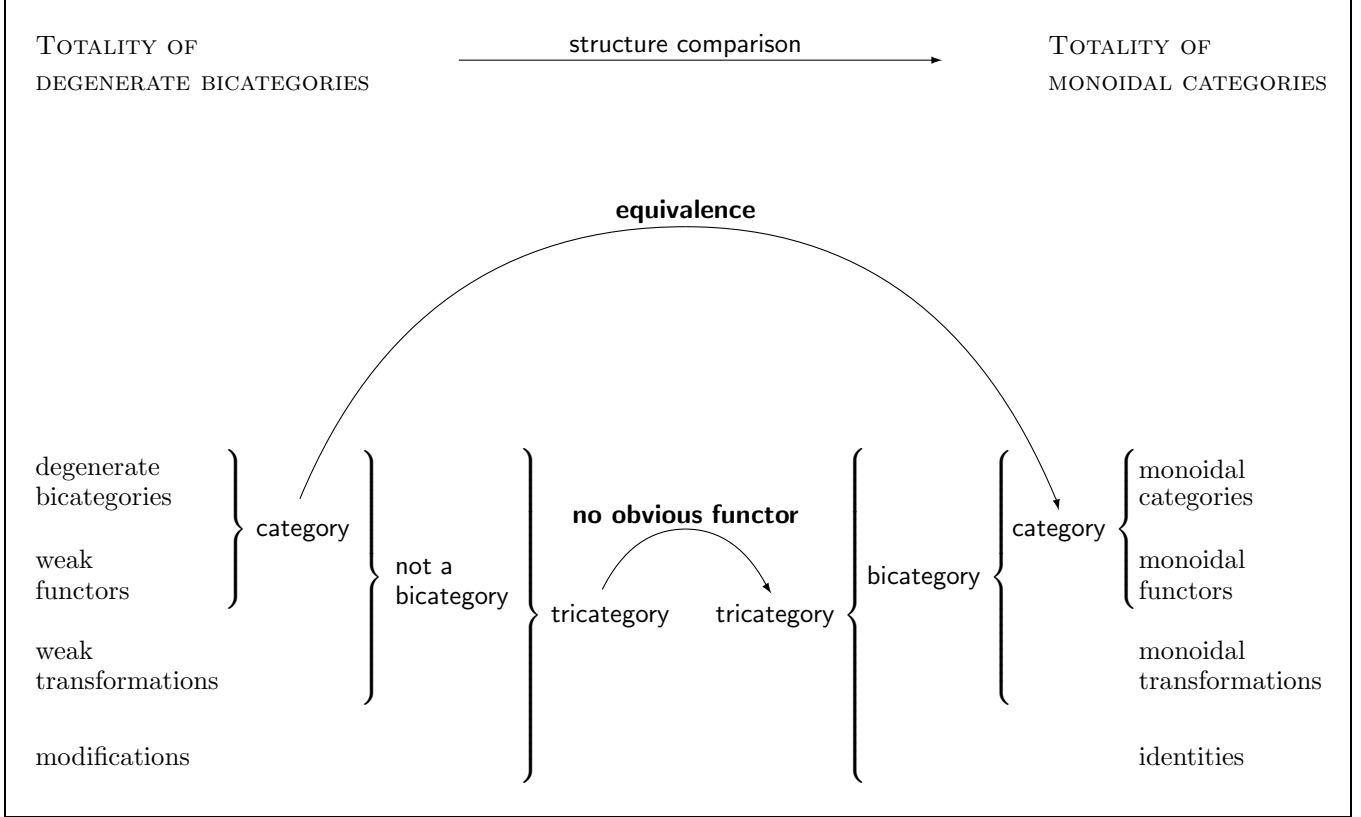 TOTALITY OF
DEGENERATE BICATEGORIES
structure comparison
TOTALITY OF
MONOIDAL CATEGORIES
equivalence
degenerate
bicategories
weak
functors
weak
transformations
modifications
category
not a
bicategory
no obvious functor
tricategory
tricategory
bicategory
category
monoidal
categories
monoidal
functors
monoidal
transformations
identities